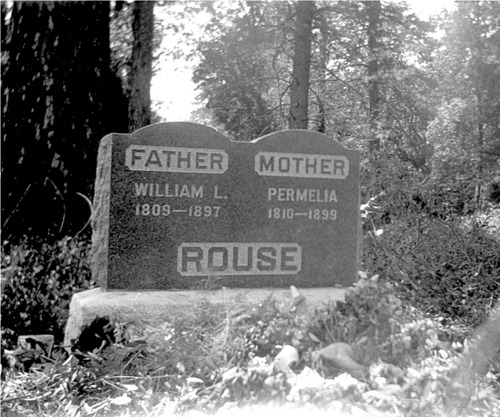 FATHER
WILLIAM L.
1809—1897
MOTHER
PERMELIA
1810—1899
ROUSE